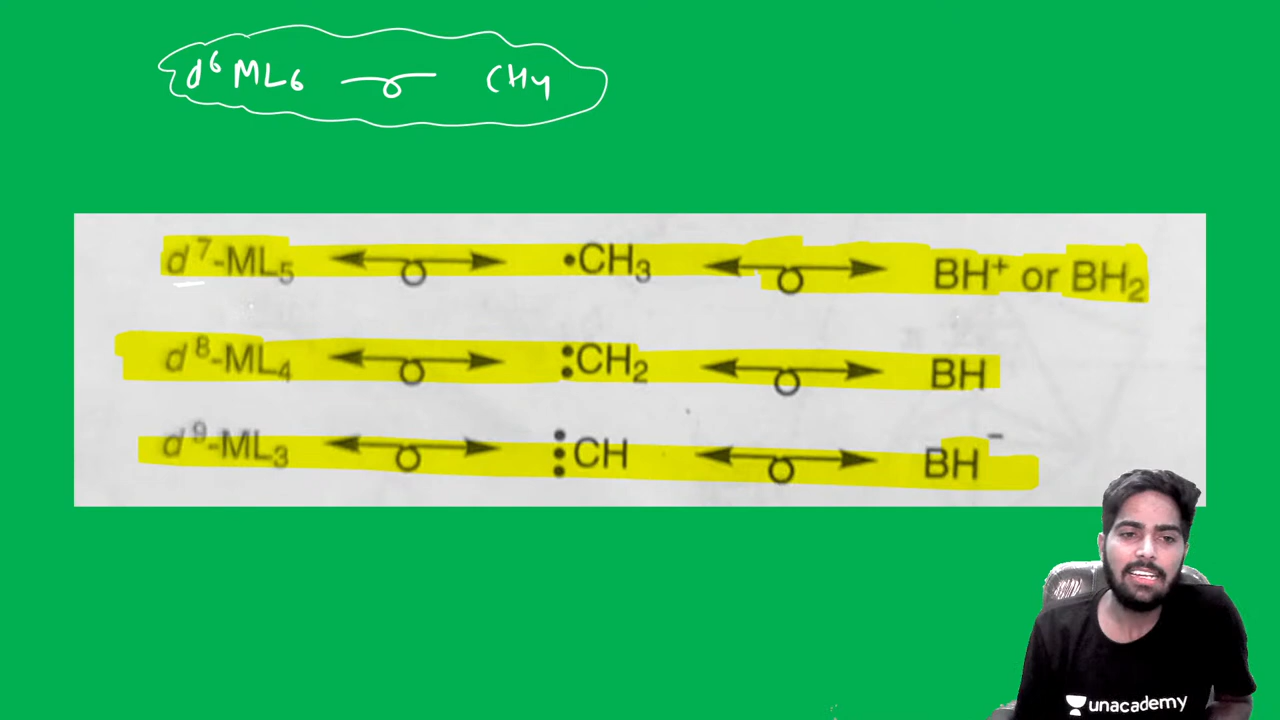 d⁶ ML₆ CH₄
d⁷-ML₅ •CH₃ BH⁺ or BH₂
d⁸-ML₄ :CH₂ BH
d⁹-ML₃ ⋮CH BH⁻
unacademy